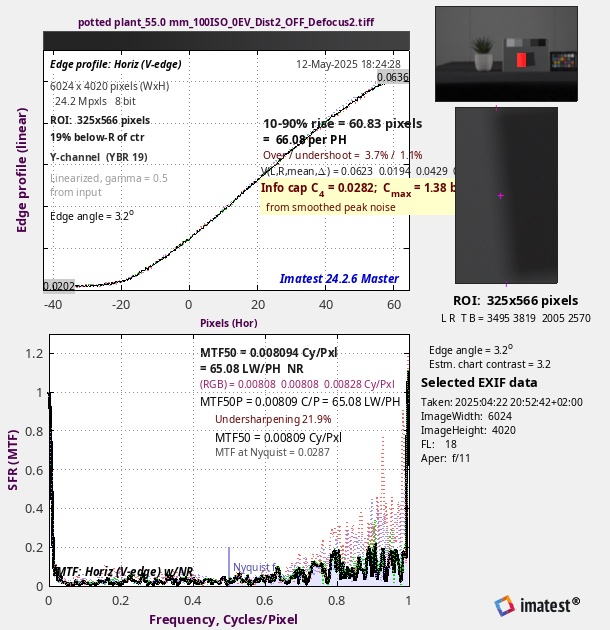 potted plant_55.0 mm_100ISO_0EV_Dist2_OFF_Defocus2.tiff
Edge profile: Horiz (V-edge)
12-May-2025 18:24:28
0.0636
6024 x 4020 pixels (WxH)
24.2 Mpxls 8 bit
ROI: 325x566 pixels
19% below-R of ctr
Y-channel (YBR 19)
Linearized, gamma = 0.5
from input
Edge angle = 3.2°
10-90% rise = 60.83 pixels
= 66.08 per PH
Over / undershoot = 3.7% / 1.1%
V(L,R,mean,Δ) = 0.0623 0.0194 0.0429 0
Info cap C4 = 0.0282; Cmax = 1.38 b
from smoothed peak noise
0.0202
Imatest 24.2.6 Master
-40 -20 0 20 40 60
Pixels (Hor)
Edge profile (linear)
ROI: 325x566 pixels
L R T B = 3495 3819 2005 2570
Edge angle = 3.2°
Estm. chart contrast = 3.2
Selected EXIF data
Taken: 2025:04:22 20:52:42+02:00
ImageWidth: 6024
ImageHeight: 4020
FL: 18
Aper: f/11
MTF50 = 0.008094 Cy/Pxl
= 65.08 LW/PH NR
(RGB) = 0.00808 0.00808 0.00828 Cy/Pxl
MTF50P = 0.00809 C/P = 65.08 LW/PH
Undersharpening 21.9%
MTF50 = 0.00809 Cy/Pxl
MTF at Nyquist = 0.0287
1.2
1
0.8
0.6
0.4
0.2
0
SFR (MTF)
MTF: Horiz (V-edge) w/NR
Nyquist f
0 0.2 0.4 0.6 0.8 1
Frequency, Cycles/Pixel
imatest®